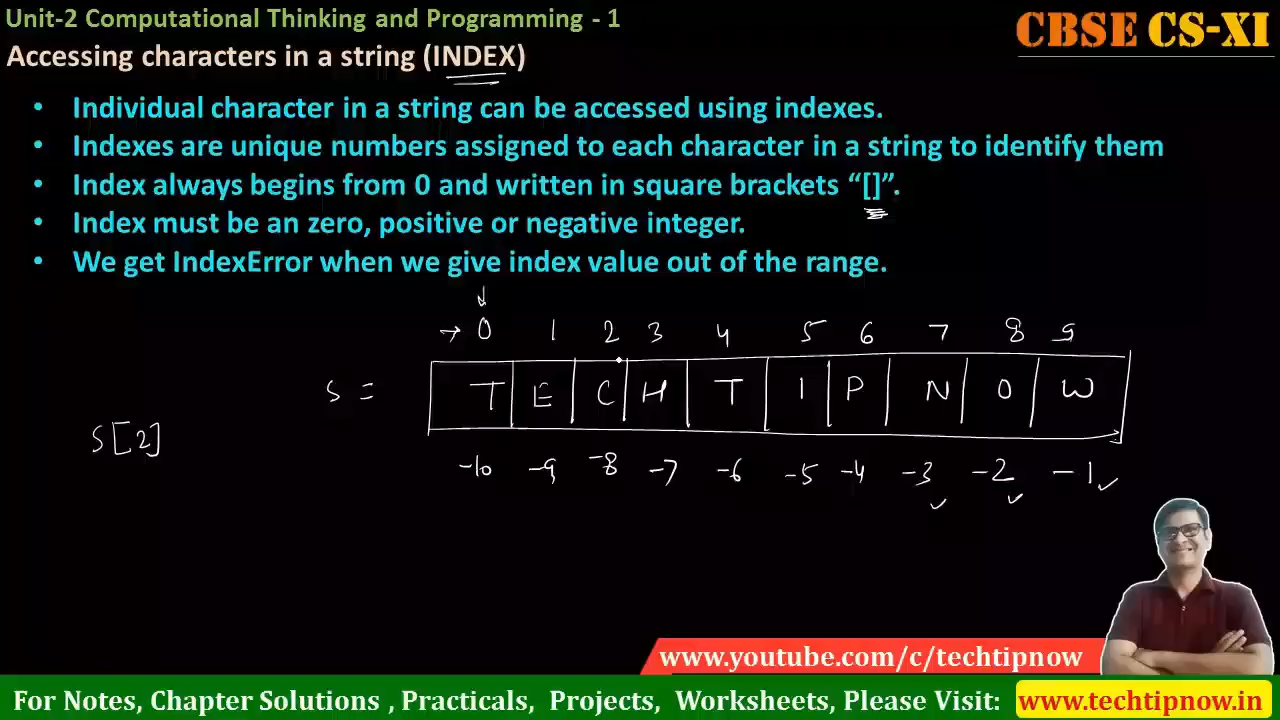 Unit-2 Computational Thinking and Programming - 1
CBSE CS-XI
Accessing characters in a string (INDEX)
• Individual character in a string can be accessed using indexes.
• Indexes are unique numbers assigned to each character in a string to identify them
• Index always begins from 0 and written in square brackets “[]”.
• Index must be an zero, positive or negative integer.
• We get IndexError when we give index value out of the range.
→ 0 1 2 3 4 5 6 7 8 9
S = T E C H T I P N O W
S[2]
-10 -9 -8 -7 -6 -5 -4 -3 -2 -1
www.youtube.com/c/techtipnow
For Notes, Chapter Solutions , Practicals, Projects, Worksheets, Please Visit: www.techtipnow.in